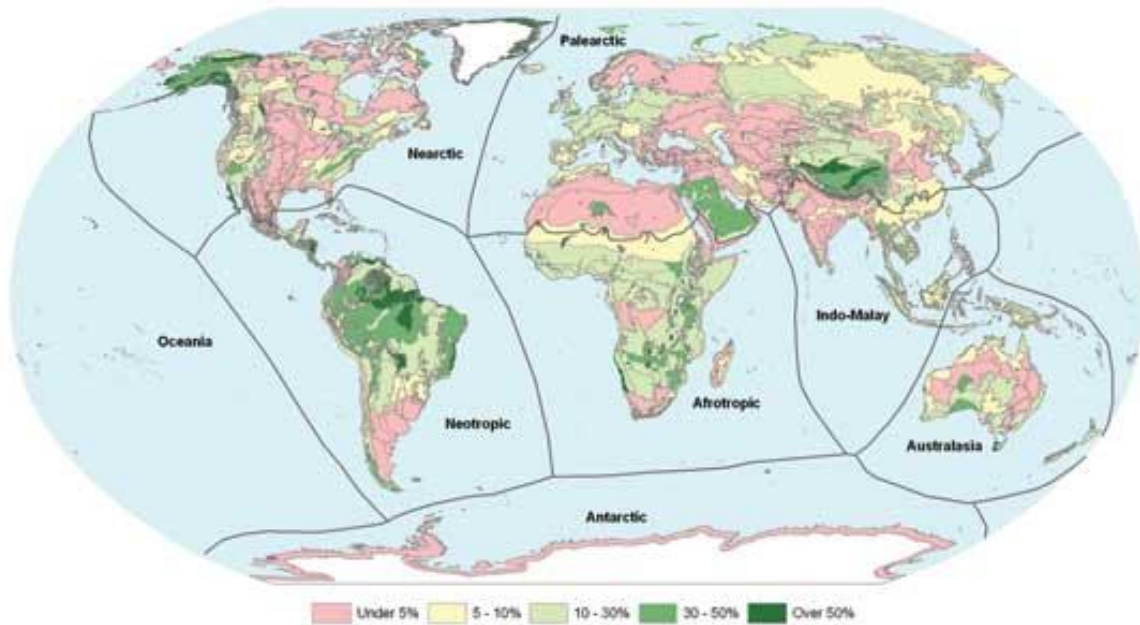 Palearctic
Nearctic
Oceania
Indo-Malay
Afrotropic
Neotropic
Australasia
Antarctic
Under 5% 5 - 10% 10 - 30% 30 - 50% Over 50%